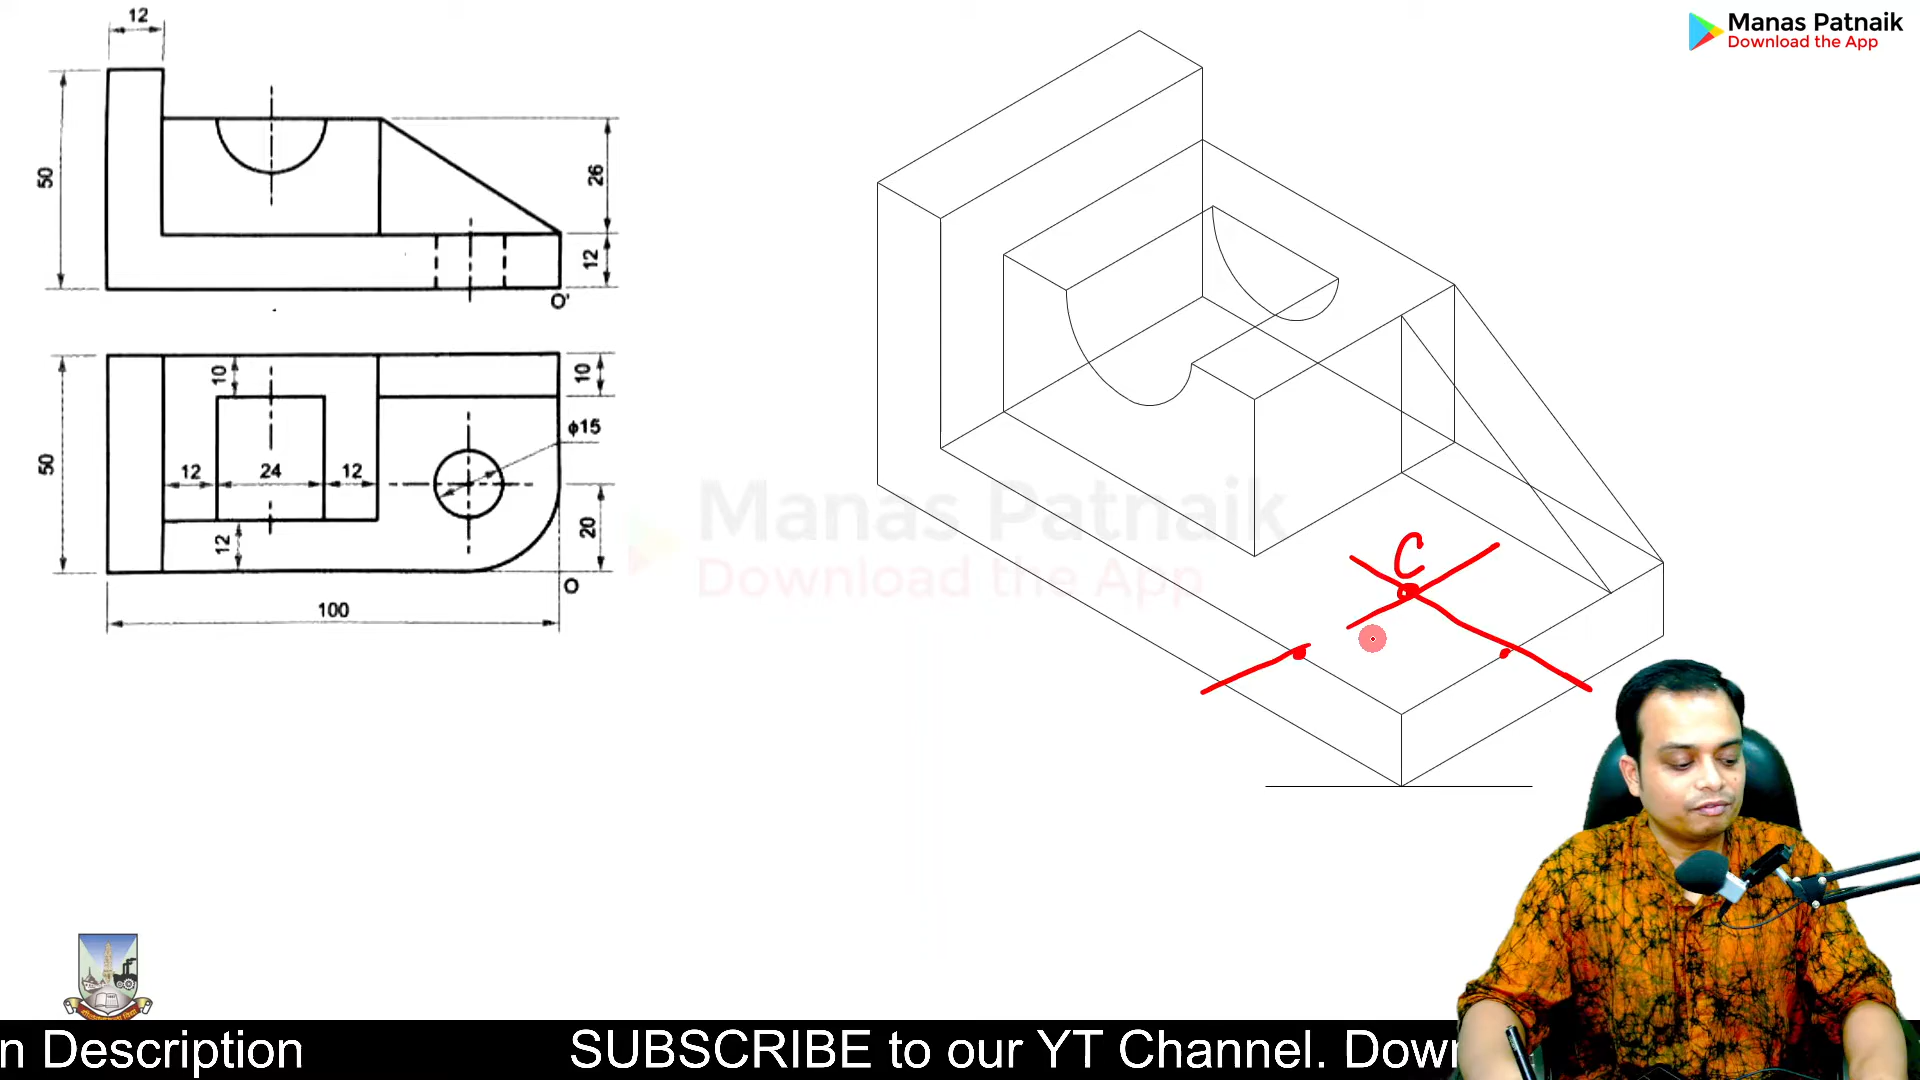 12
Manas Patnaik
Download the App
50
26
12
O'
10
10
φ15
50
12
24
12
20
12
O
100
C
Manas Patnaik
Download the App
n Description
SUBSCRIBE to our YT Channel. Down